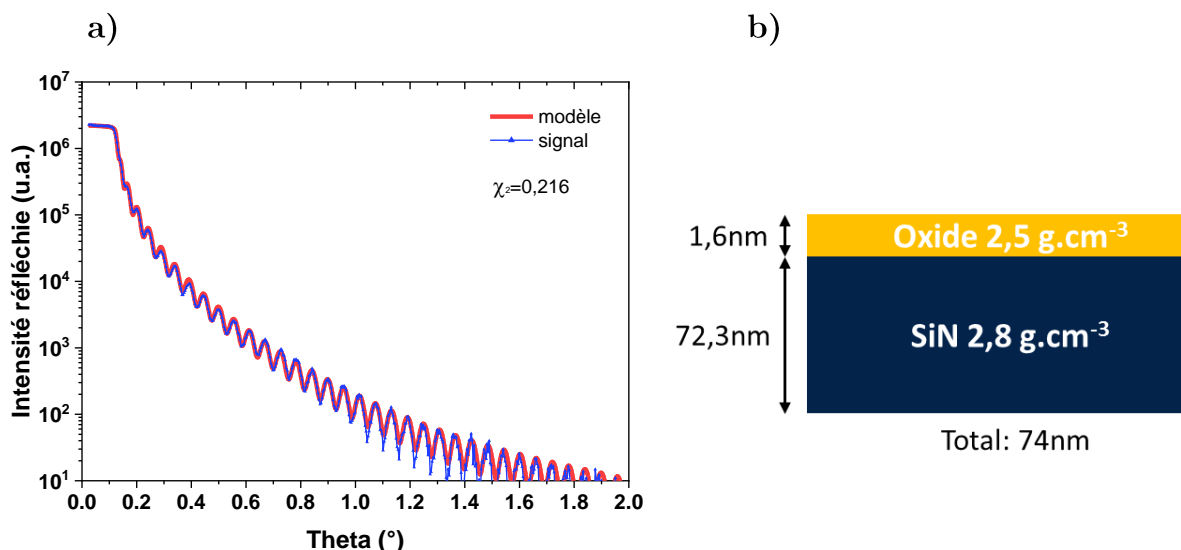 a)
b)
10⁷
10⁶
10⁵
10⁴
10³
10²
10¹
Intensité réfléchie (u.a.)
modèle
signal
χ₂=0,216
0.0 0.2 0.4 0.6 0.8 1.0 1.2 1.4 1.6 1.8 2.0
Theta (°)
1,6nm
Oxide 2,5 g.cm⁻³
72,3nm
SiN 2,8 g.cm⁻³
Total: 74nm